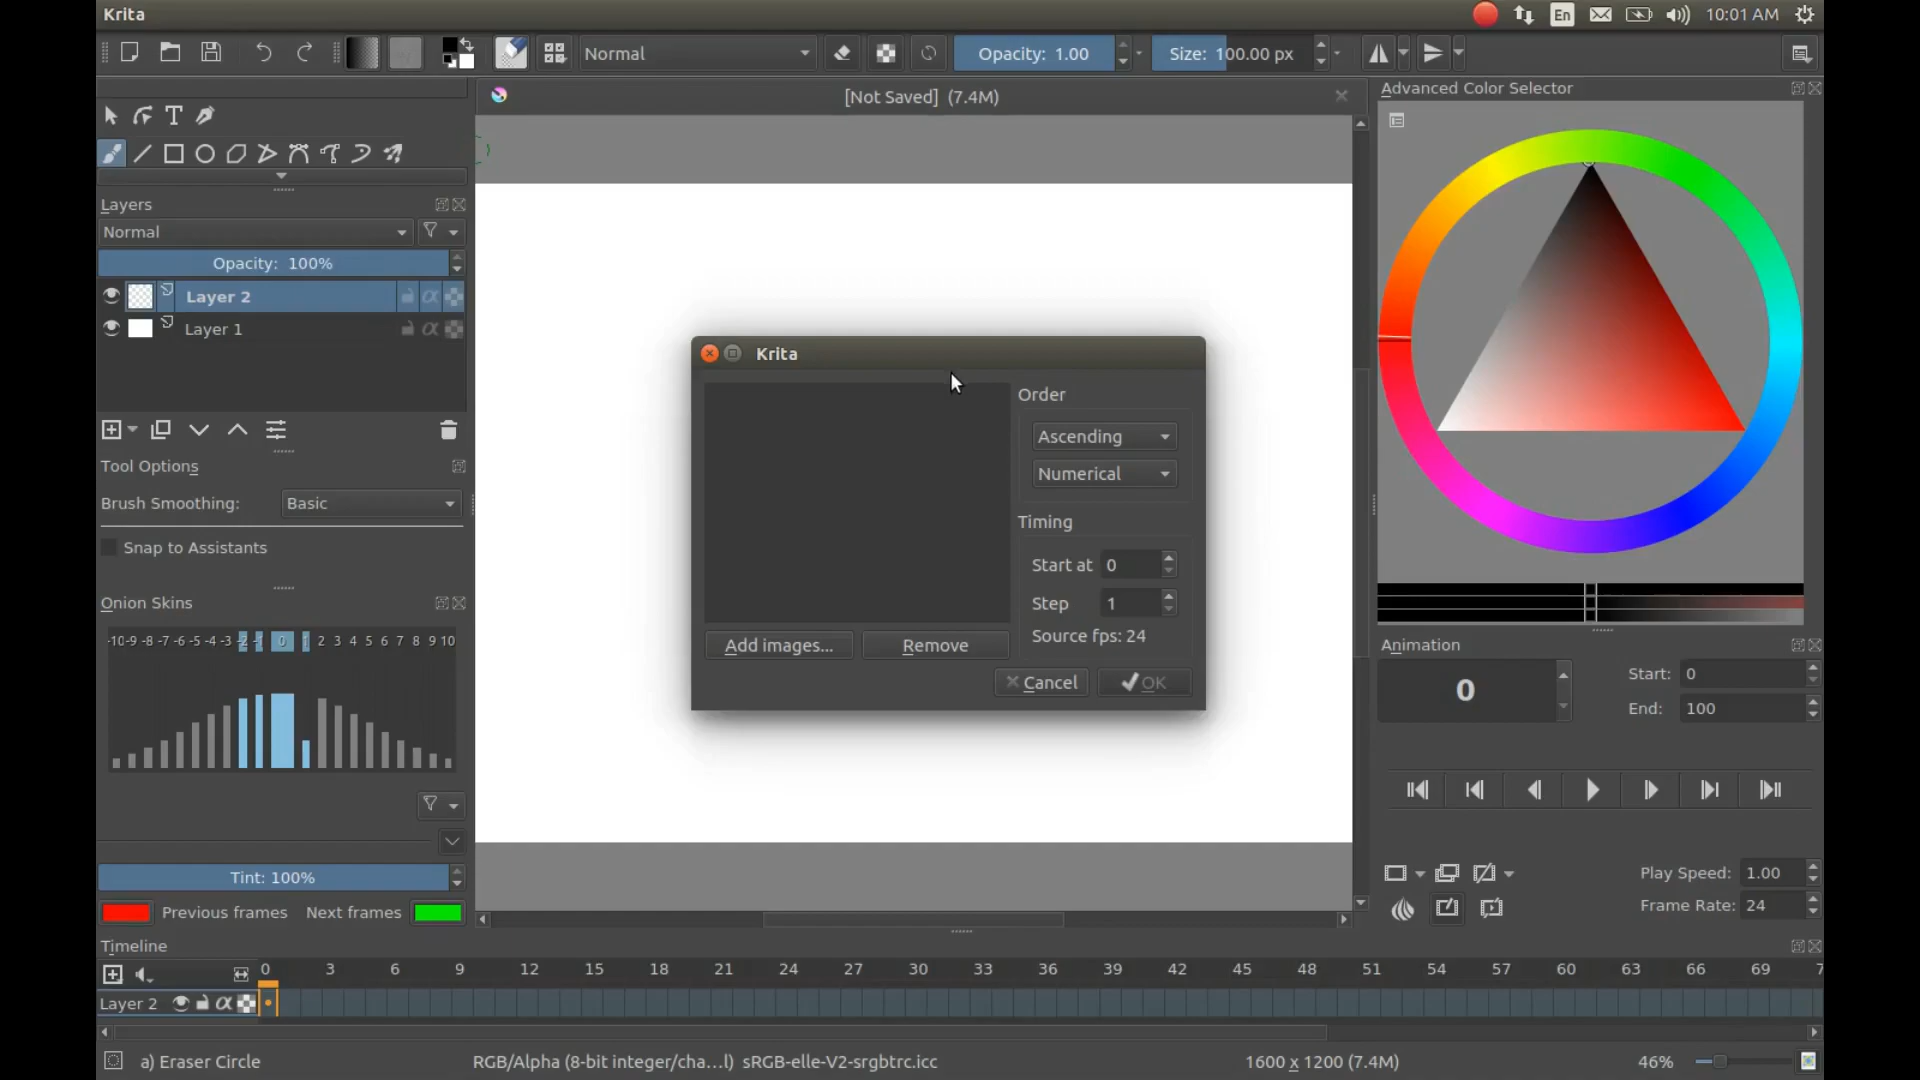 Krita
En
10:01 AM
Normal
Opacity: 1.00
Size: 100.00 px
[Not Saved] (7.4M)
Advanced Color Selector
Layers
Normal
Opacity: 100%
Layer 2
Layer 1
Tool Options
Brush Smoothing: Basic
Snap to Assistants
Onion Skins
-10 -9 -8 -7 -6 -5 -4 -3 -2 -1 0 1 2 3 4 5 6 7 8 9 10
Tint: 100%
Previous frames Next frames
Krita
Order
Ascending
Numerical
Timing
Start at 0
Step 1
Source fps: 24
Add images...
Remove
Cancel
OK
Animation
0
Start: 0
End: 100
Play Speed: 1.00
Frame Rate: 24
Timeline
0 3 6 9 12 15 18 21 24 27 30 33 36 39 42 45 48 51 54 57 60 63 66 69 7
Layer 2
a) Eraser Circle
RGB/Alpha (8-bit integer/cha...l) sRGB-elle-V2-srgbtrc.icc
1600 x 1200 (7.4M)
46%